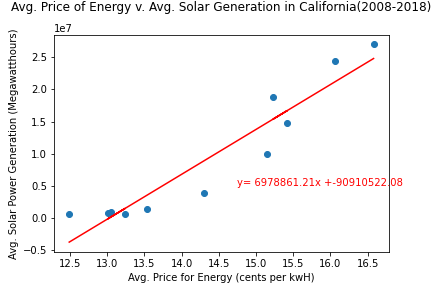 Avg. Price of Energy v. Avg. Solar Generation in California(2008-2018)
1e7
Avg. Solar Power Generation (Megawatthours)
2.5
2.0
1.5
1.0
0.5
0.0
−0.5
y= 6978861.21x +-90910522.08
12.5 13.0 13.5 14.0 14.5 15.0 15.5 16.0 16.5
Avg. Price for Energy (cents per kwH)